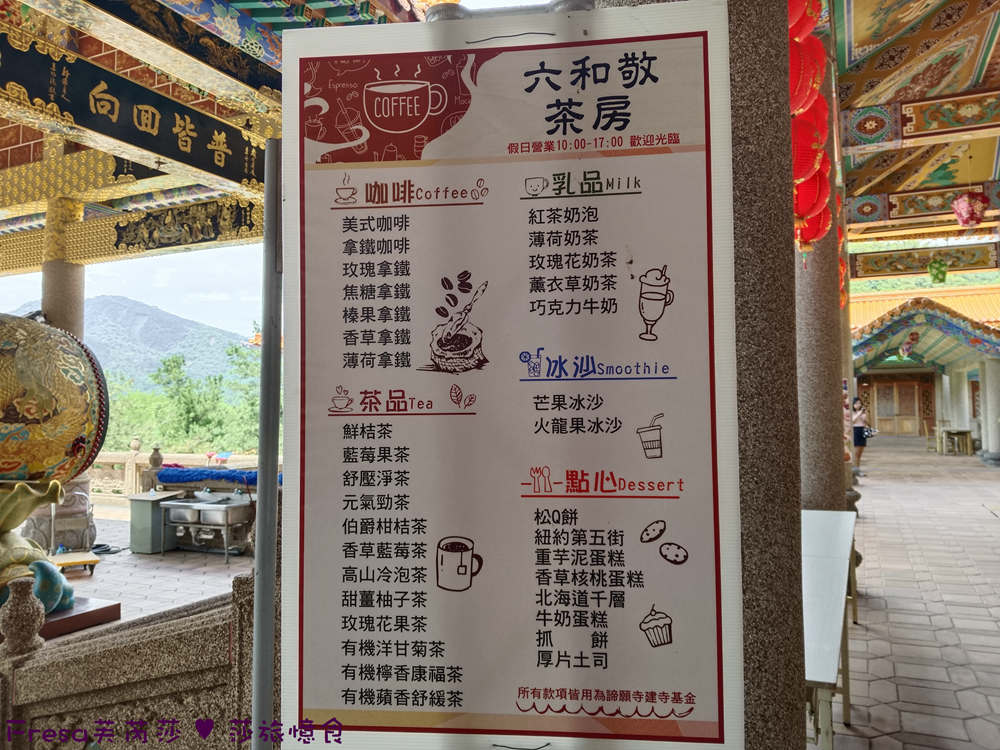 普皆回向
Espresso
COFFEE
六和敬
茶房
假日營業10:00-17:00 歡迎光臨
咖啡Coffee
美式咖啡
拿鐵咖啡
玫瑰拿鐵
焦糖拿鐵
榛果拿鐵
香草拿鐵
薄荷拿鐵
茶品Tea
鮮桔茶
藍莓果茶
舒壓淨茶
元氣勁茶
伯爵柑桔茶
香草藍莓茶
高山冷泡茶
甜薑柚子茶
玫瑰花果茶
有機洋甘菊茶
有機檸香康福茶
有機蘋香舒緩茶
乳品Milk
紅茶奶泡
薄荷奶茶
玫瑰花奶茶
薰衣草奶茶
巧克力牛奶
冰沙Smoothie
芒果冰沙
火龍果冰沙
點心Dessert
松Q餅
紐約第五街
重芋泥蛋糕
香草核桃蛋糕
北海道千層
牛奶蛋糕
抓 餅
厚片土司
所有款項皆用為諦願寺建寺基金
Fresa芙芮莎 ♥ 莎旅憶食